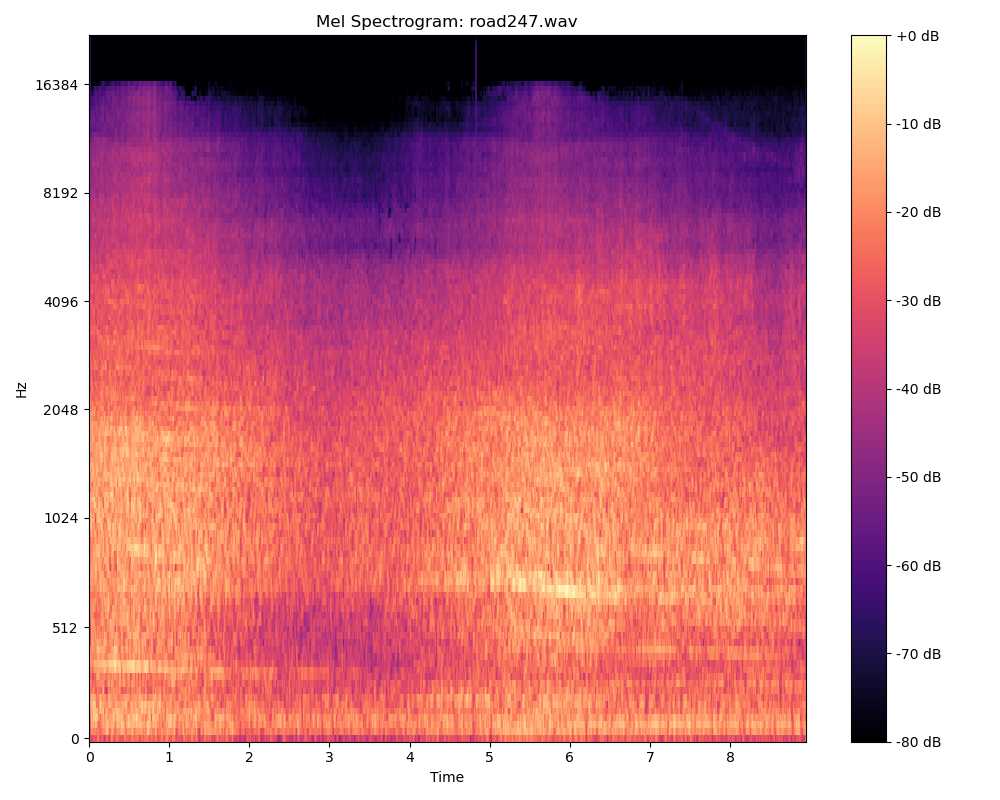 Mel Spectrogram: road247.wav
+0 dB
16384
-10 dB
8192
-20 dB
4096
-30 dB
Hz
-40 dB
2048
-50 dB
1024
-60 dB
512
-70 dB
0
-80 dB
0 1 2 3 4 5 6 7 8
Time